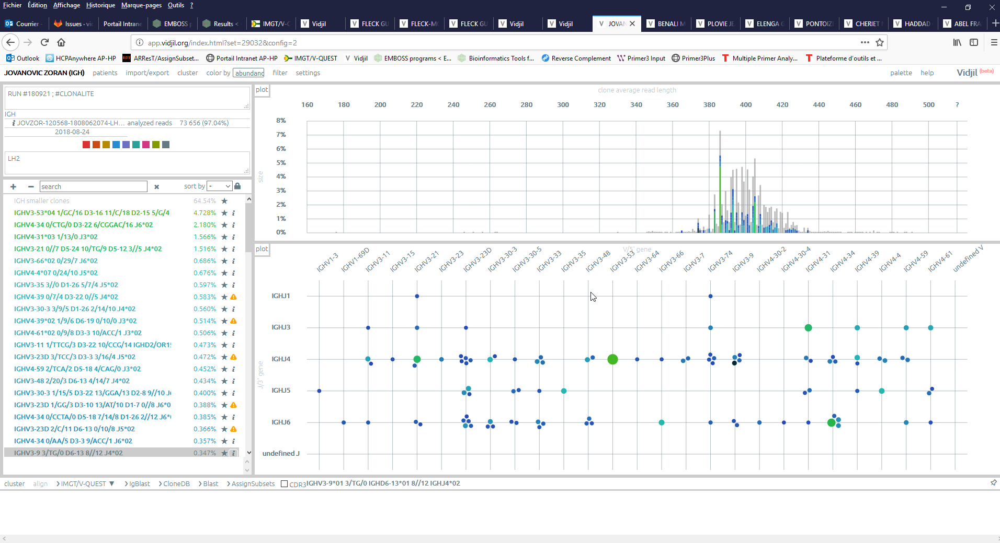 Fichier Édition Affichage Historique Marque-pages Outils ?
Courrier - Issues · vid Portail Intrane EMBOSS p Results < IMGT/V-C Vidjil FLECK GU FLECK-MC FLECK GU Vidjil Vidjil JOVAN BENALI M PLOVIE JE ELENGA G PONTOIZE CHERIET HADDAD ABEL FRA
app.vidjil.org/index.html?set=29032&config=2
Outlook HCPAnywhere AP-HP ARResT/AssignSubset... Portail Intranet AP-HP IMGT/V-QUEST Vidjil EMBOSS programs < E... Bioinformatics Tools f... Reverse Complement Primer3 Input Primer3Plus Multiple Primer Analy... Plateforme d'outils et ...
JOVANOVIC ZORAN (IGH) patients import/export cluster color by abundanc filter settings palette help Vidjil (beta)
RUN #180921 ; #CLONALITE
IGH
i JOVZOR-120568-1808062074-LH... analyzed reads 73 656 (97.04%)
2018-08-24
LH2
+ − search × sort by -
IGH smaller clones 64.54%
IGHV3-53*04 1/GC/16 D3-16 11/C/18 D2-15 5/G/4 4.728% i
IGHV4-34 0/CTG/0 D3-22 6/CGGAC/16 J6*02 2.180% i
IGHV4-31*03 1/13/0 J3*02 1.566% i
IGHV3-21 0//7 D5-24 10/TG/9 D5-12 3//5 J4*02 1.516% i
IGHV3-66*02 0/29/7 J6*02 0.686% i
IGHV4-4*07 0/24/10 J5*02 0.676% i
IGHV3-35 3//0 D1-26 5/7/4 J5*02 0.597% i
IGHV4-39 0/7/4 D3-22 0//5 J4*02 0.583%
IGHV3-30-3 3/9/5 D1-26 2/14/10 J4*02 0.560% i
IGHV4-39*02 1/9/6 D6-19 0/10/0 J3*02 0.514%
IGHV4-61*02 0/9/8 D3-3 10/ACC/1 J3*02 0.506% i
IGHV3-11 1/TTCG/3 D3-22 10/CCG/14 IGHD2/OR1 0.473% i
IGHV3-23D 3/TCC/3 D3-3 3/16/4 J5*02 0.472%
IGHV4-59 2/TCA/2 D5-18 4/CAG/0 J3*02 0.452% i
IGHV3-48 2/20/3 D6-13 4/14/7 J4*02 0.434% i
IGHV3-30-3 1/15/5 D3-22 13/GGA/13 D2-8 9//10 J 0.400% i
IGHV3-23D 1/GG/3 D3-10 13/AT/10 D1-7 0//8 J6*0 0.388%
IGHV4-34 0/CCTA/0 D5-18 7/14/8 D1-26 2//12 J6* 0.385% i
IGHV3-23D 2/C/11 D6-13 0/10/8 J5*02 0.366%
IGHV4-34 0/AA/5 D3-3 9/ACC/1 J6*02 0.357% i
IGHV3-9 3/TG/0 D6-13 8//12 J4*02 0.347% i
plot
clone average read length
160 180 200 220 240 260 280 300 320 340 360 380 400 420 440 460 480 500 ?
8%
7%
6%
5%
4%
3%
2%
1%
0%
size
plot
V/5' gene
IGHV1-3 IGHV1-69D IGHV3-11 IGHV3-15 IGHV3-21 IGHV3-23 IGHV3-23D IGHV3-30-3 IGHV3-30-5 IGHV3-33 IGHV3-35 IGHV3-48 IGHV3-53 IGHV3-64 IGHV3-66 IGHV3-7 IGHV3-74 IGHV3-9 IGHV4-30-2 IGHV4-30-4 IGHV4-31 IGHV4-34 IGHV4-39 IGHV4-4 IGHV4-59 IGHV4-61 undefined V
IGHJ1
IGHJ3
IGHJ4
IGHJ5
IGHJ6
undefined J
J/3' gene
cluster align IMGT/V-QUEST ▼ IgBlast CloneDB Blast AssignSubsets CDR3 IGHV3-9*01 3/TG/0 IGHD6-13*01 8//12 IGHJ4*02